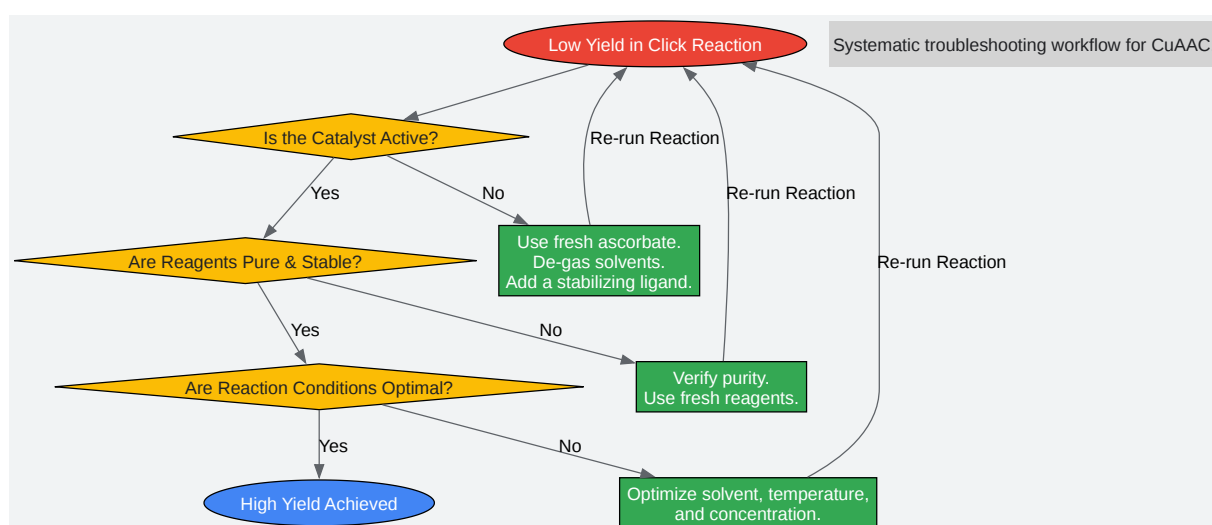 Low Yield in Click Reaction
Systematic troubleshooting workflow for CuAAC
Is the Catalyst Active?
Re-run Reaction
Yes
No
Re-run Reaction
Use fresh ascorbate.
De-gas solvents.
Add a stabilizing ligand.
Are Reagents Pure & Stable?
Re-run Reaction
Yes
No
Verify purity.
Use fresh reagents.
Are Reaction Conditions Optimal?
Yes
No
Optimize solvent, temperature,
and concentration.
High Yield Achieved